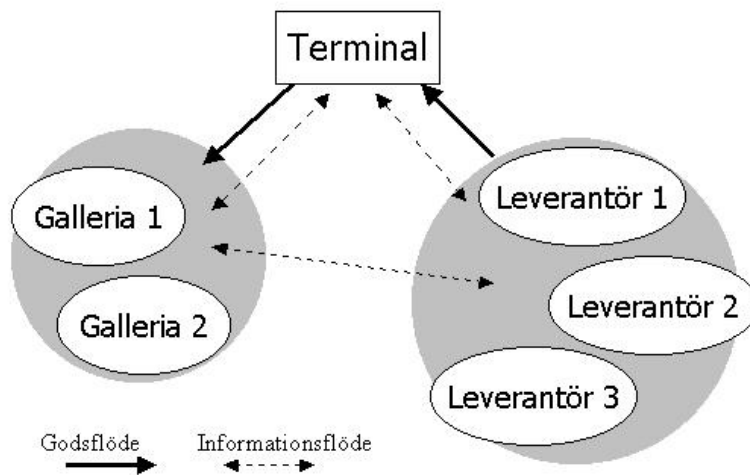 Terminal
Galleria 1
Leverantör 1
Galleria 2
Leverantör 2
Leverantör 3
Godsflöde
Informationsflöde